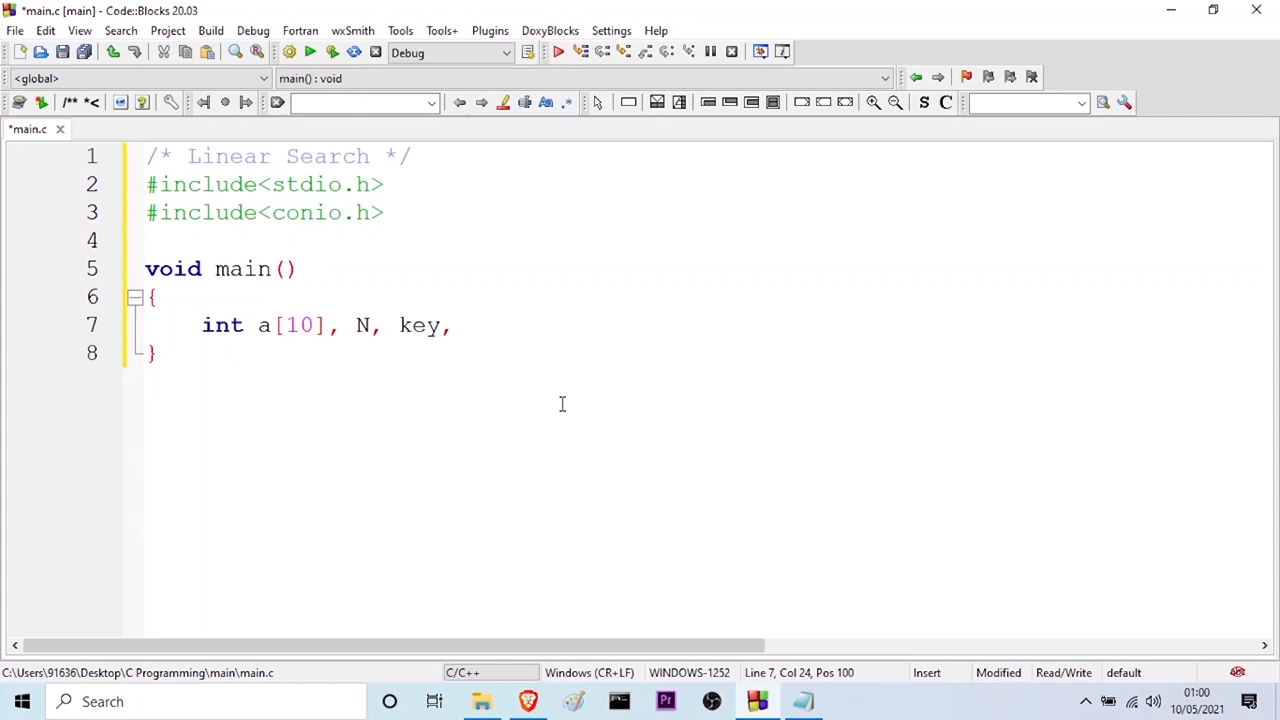 *main.c [main] - Code::Blocks 20.03
File Edit View Search Project Build Debug Fortran wxSmith Tools Tools+ Plugins DoxyBlocks Settings Help
Debug
<global> main() : void
/** *<
S C
*main.c
1 /* Linear Search */
2 #include<stdio.h>
3 #include<conio.h>
4
5 void main()
6 {
7 int a[10], N, key,
8 }
C:\Users\91636\Desktop\C Programming\main\main.c C/C++ Windows (CR+LF) WINDOWS-1252 Line 7, Col 24, Pos 100 Insert Modified Read/Write default
Search
Pr
01:00
10/05/2021